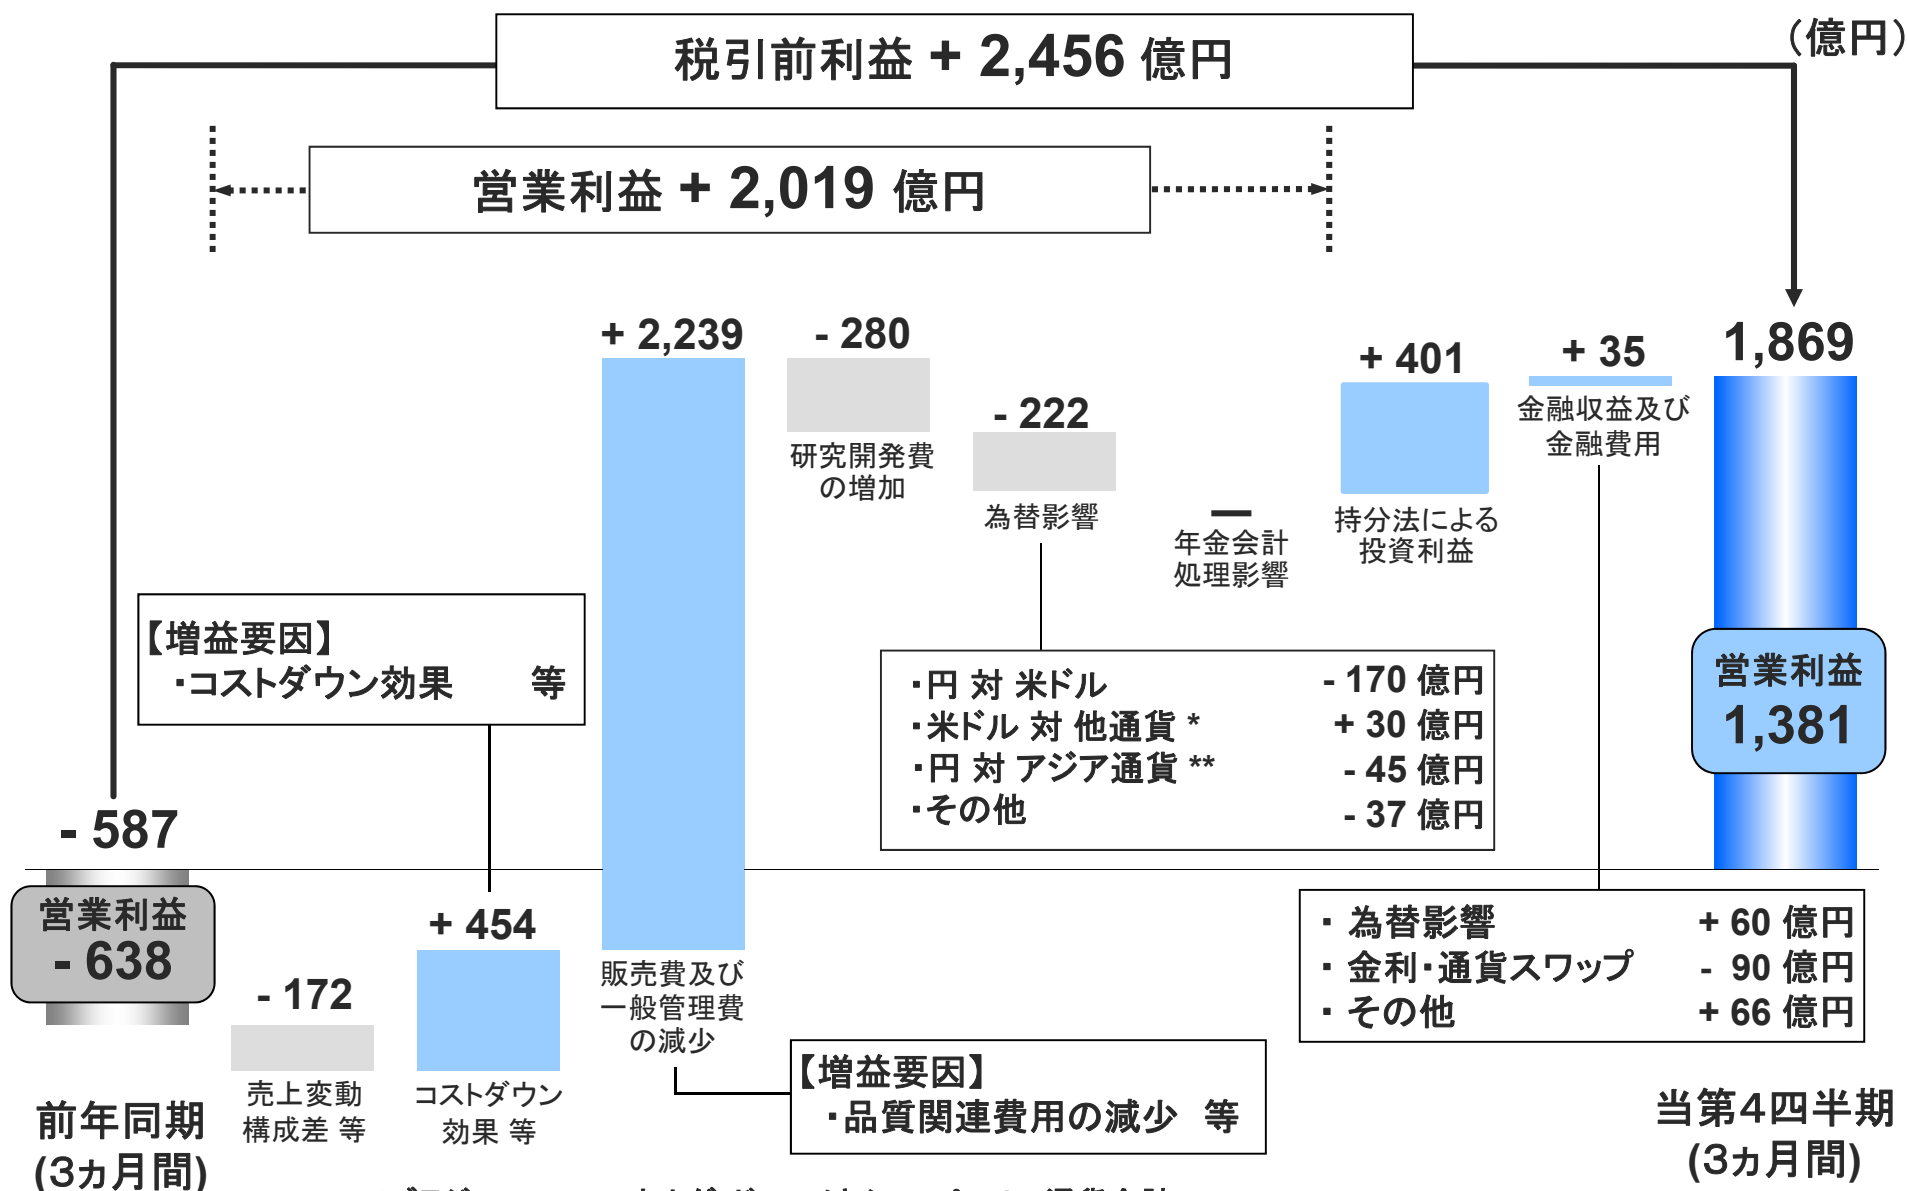 (億円)
税引前利益 + 2,456 億円
営業利益 + 2,019 億円
+ 2,239
- 280
研究開発費
の増加
- 222
為替影響
年金会計
処理影響
+ 401
持分法による
投資利益
+ 35
金融収益及び
金融費用
1,869
営業利益
1,381
【増益要因】
・コストダウン効果 等
・円 対 米ドル - 170 億円
・米ドル 対 他通貨 * + 30 億円
・円 対 アジア通貨 ** - 45 億円
・その他 - 37 億円
- 587
営業利益
- 638
- 172
売上変動
構成差 等
+ 454
コストダウン
効果 等
販売費及び
一般管理費
の減少
【増益要因】
・品質関連費用の減少 等
・ 為替影響 + 60 億円
・ 金利・通貨スワップ - 90 億円
・ その他 + 66 億円
前年同期
(3ヵ月間)
当第4四半期
(3ヵ月間)